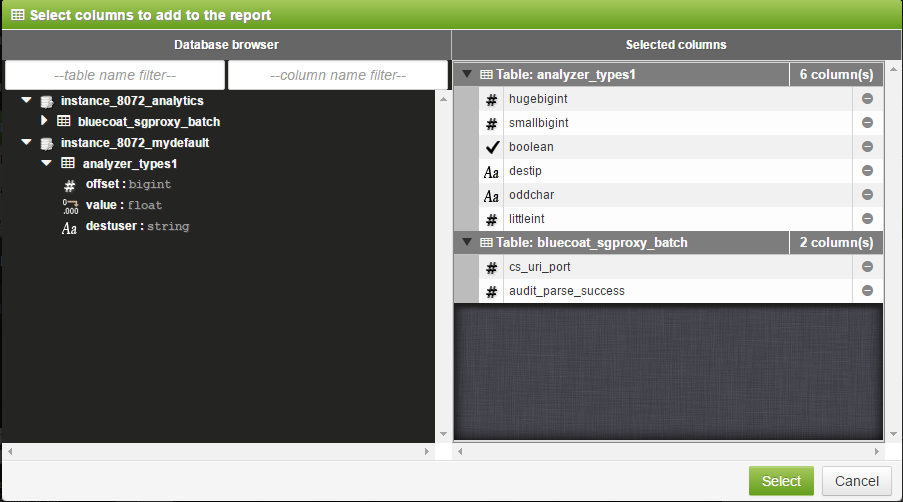 Select columns to add to the report
Database browser
Selected columns
--table name filter--
--column name filter--
instance_8072_analytics
bluecoat_sgproxy_batch
instance_8072_mydefault
analyzer_types1
# offset : bigint
.000 value : float
Aa destuser : string
Table: analyzer_types1 6 column(s)
# hugebigint
# smallbigint
boolean
Aa destip
Aa oddchar
# littleint
Table: bluecoat_sgproxy_batch 2 column(s)
# cs_uri_port
# audit_parse_success
Select
Cancel